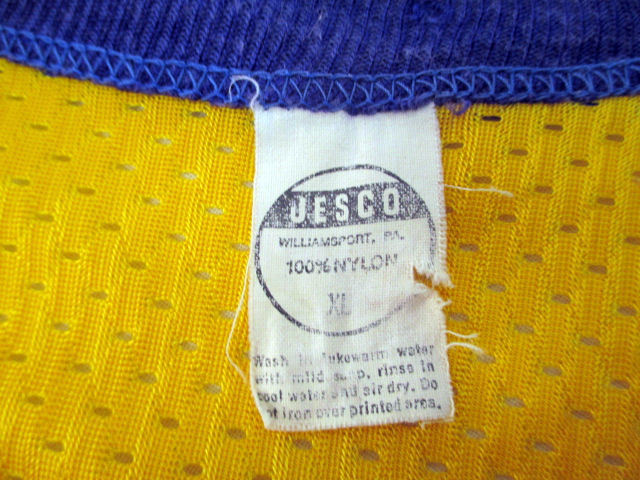 JESCO
WILLIAMSPORT, PA.
100% NYLON
XL
Wash in lukewarm water
with mild soap, rinse in
cool water and air dry. Do
not iron over printed area.